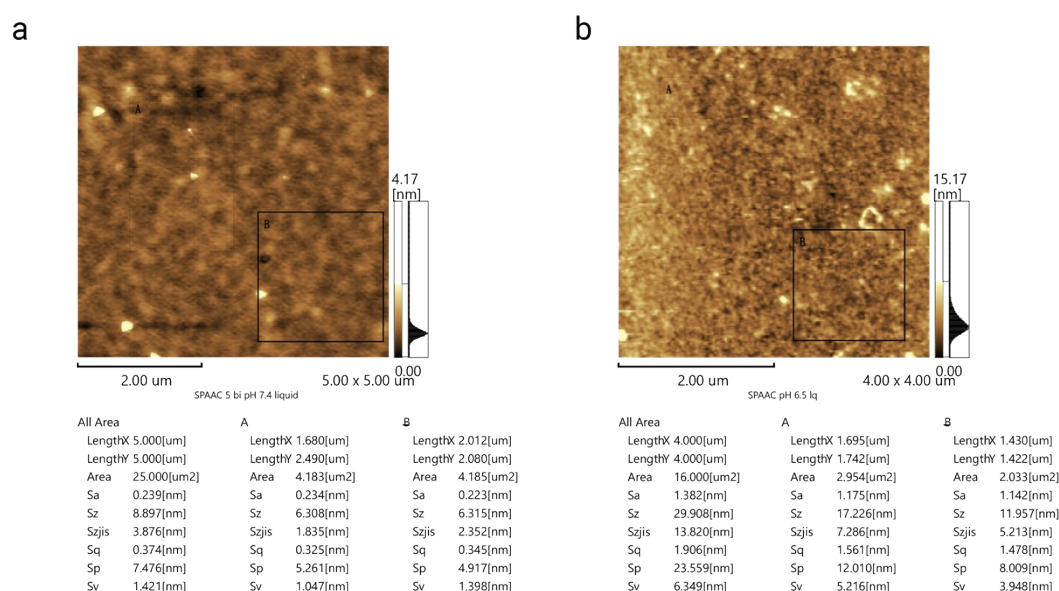 a
b
A
B
4.17
[nm]
0.00
2.00 um
5.00 x 5.00 um
SPAAC 5 bi pH 7.4 liquid
A
B
15.17
[nm]
0.00
2.00 um
4.00 x 4.00 um
SPAAC pH 6.5 lq
All Area A B
LengthX 5.000[um] LengthX 1.680[um] LengthX 2.012[um]
LengthY 5.000[um] LengthY 2.490[um] LengthY 2.080[um]
Area 25.000[um2] Area 4.183[um2] Area 4.185[um2]
Sa 0.239[nm] Sa 0.234[nm] Sa 0.223[nm]
Sz 8.897[nm] Sz 6.308[nm] Sz 6.315[nm]
Szjis 3.876[nm] Szjis 1.835[nm] Szjis 2.352[nm]
Sq 0.374[nm] Sq 0.325[nm] Sq 0.345[nm]
Sp 7.476[nm] Sp 5.261[nm] Sp 4.917[nm]
Sv 1.421[nm] Sv 1.047[nm] Sv 1.398[nm]
All Area A B
LengthX 4.000[um] LengthX 1.695[um] LengthX 1.430[um]
LengthY 4.000[um] LengthY 1.742[um] LengthY 1.422[um]
Area 16.000[um2] Area 2.954[um2] Area 2.033[um2]
Sa 1.382[nm] Sa 1.175[nm] Sa 1.142[nm]
Sz 29.908[nm] Sz 17.226[nm] Sz 11.957[nm]
Szjis 13.820[nm] Szjis 7.286[nm] Szjis 5.213[nm]
Sq 1.906[nm] Sq 1.561[nm] Sq 1.478[nm]
Sp 23.559[nm] Sp 12.010[nm] Sp 8.009[nm]
Sv 6.349[nm] Sv 5.216[nm] Sv 3.948[nm]